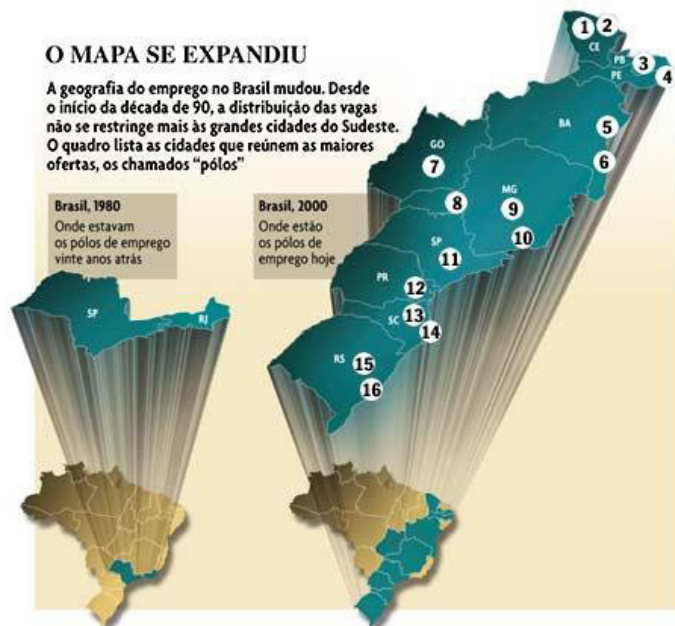 O MAPA SE EXPANDIU
A geografia do emprego no Brasil mudou. Desde
o início da década de 90, a distribuição das vagas
não se restringe mais às grandes cidades do Sudeste.
O quadro lista as cidades que reúnem as maiores
ofertas, os chamados "pólos"
Brasil, 1980
Onde estavam
os pólos de emprego
vinte anos atrás
SP
RJ
Brasil, 2000
Onde estão
os pólos de
emprego hoje
1
2
CE
PB
3
PE
4
BA
5
6
GO
7
8
MG
9
10
SP
11
PR
12
SC
13
14
RS
15
16